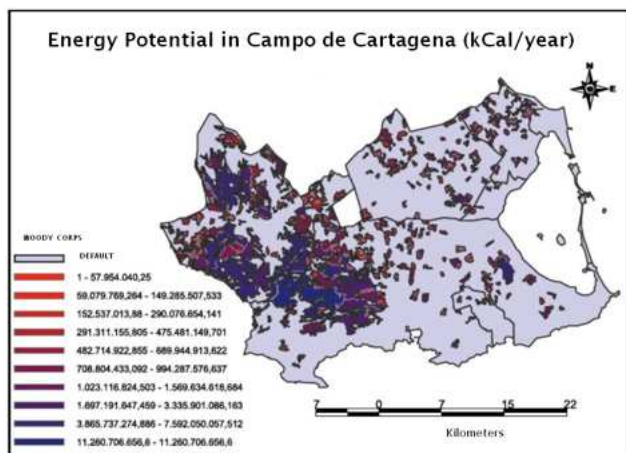 Energy Potential in Campo de Cartagena (kCal/year)
N
E
WOODY CORPS
DEFAULT
1 - 57.954.040,25
59.079.769,264 - 149.285.507,533
152.537.013,88 - 290.076.654,141
291.311.155,805 - 475.481.149,701
482.714.922,855 - 689.944.913,622
708.804.433,092 - 994.287.576,637
1.023.116.824,503 - 1.569.634.618,684
1.697.191.647,459 - 3.335.901.086,163
3.865.737.274,886 - 7.592.050.057,512
11.260.706.656,6 - 11.260.706.656,6
7 0 7 15 22
Kilometers